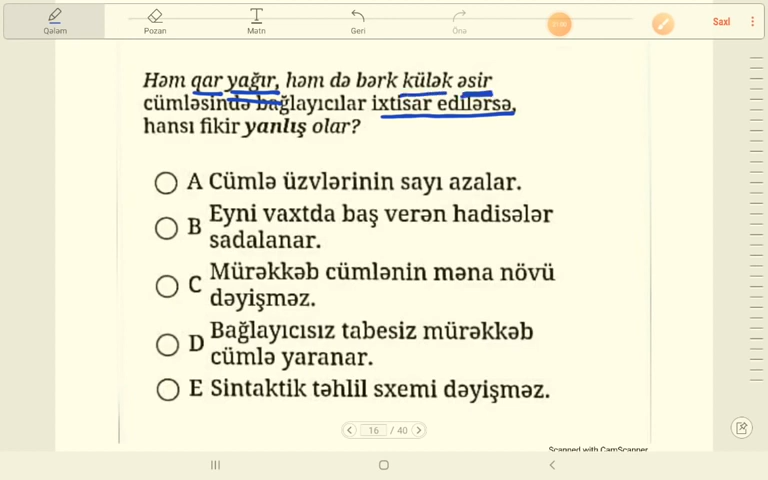 Qələm Pozan Mətn Geri Önə Saxl
Həm qar yağır, həm də bərk külək əsir
cümləsində bağlayıcılar ixtisar edilərsə,
hansı fikir yanlış olar?
A Cümlə üzvlərinin sayı azalar.
B Eyni vaxtda baş verən hadisələr
sadalanar.
C Mürəkkəb cümlənin məna növü
dəyişməz.
D Bağlayıcısız tabesiz mürəkkəb
cümlə yaranar.
E Sintaktik təhlil sxemi dəyişməz.
16 / 40
Scanned with CamScanner